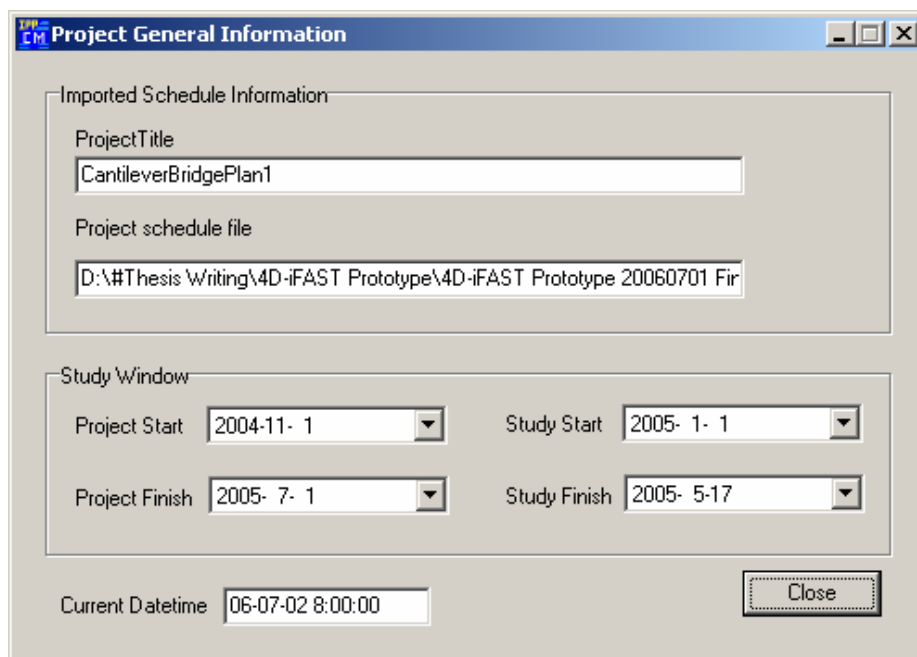 IPM
CM Project General Information
Imported Schedule Information
ProjectTitle
CantileverBridgePlan1
Project schedule file
D:\#Thesis Writing\4D-iFAST Prototype\4D-iFAST Prototype 20060701 Fir
Study Window
Project Start 2004-11- 1 Study Start 2005- 1- 1
Project Finish 2005- 7- 1 Study Finish 2005- 5-17
Current Datetime 06-07-02 8:00:00 Close